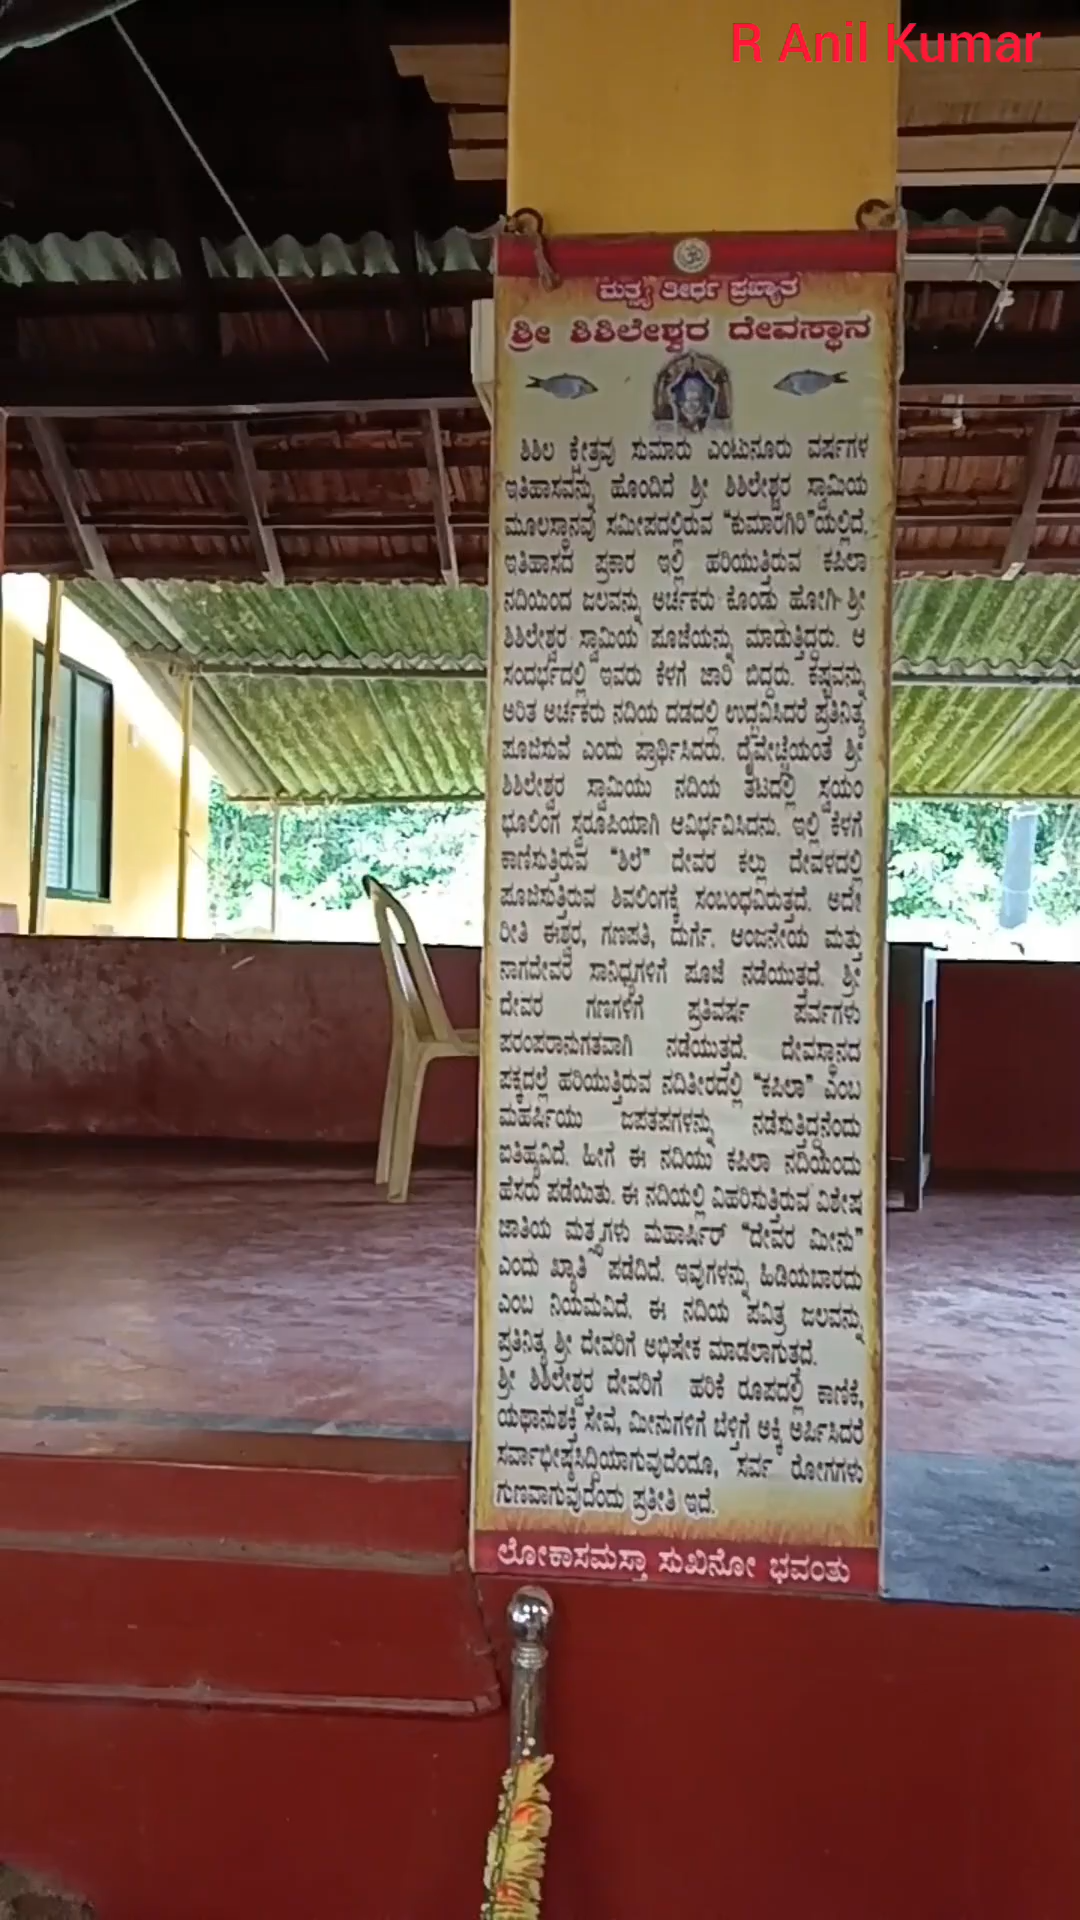 R Anil Kumar
ಮತ್ಸ್ಯ ತೀರ್ಥ ಪ್ರಖ್ಯಾತ
ಶ್ರೀ ಶಿಶಿಲೇಶ್ವರ ದೇವಸ್ಥಾನ
ಶಿಶಿಲ ಕ್ಷೇತ್ರವು ಸುಮಾರು ಎಂಟುನೂರು ವರ್ಷಗಳ
ಇತಿಹಾಸವನ್ನು ಹೊಂದಿದೆ ಶ್ರೀ ಶಿಶಿಲೇಶ್ವರ ಸ್ವಾಮಿಯ
ಮೂಲಸ್ಥಾನವು ಸಮೀಪದಲ್ಲಿರುವ "ಕುಮಾರಗಿರಿ"ಯಲ್ಲಿದೆ.
ಇತಿಹಾಸದ ಪ್ರಕಾರ ಇಲ್ಲಿ ಹರಿಯುತ್ತಿರುವ ಕಪಿಲಾ
ನದಿಯಿಂದ ಜಲವನ್ನು ಅರ್ಚಕರು ಕೊಂಡು ಹೋಗಿ ಶ್ರೀ
ಶಿಶಿಲೇಶ್ವರ ಸ್ವಾಮಿಯ ಪೂಜೆಯನ್ನು ಮಾಡುತ್ತಿದ್ದರು. ಆ
ಸಂದರ್ಭದಲ್ಲಿ ಇವರು ಕೆಳಗೆ ಜಾರಿ ಬಿದ್ದರು. ಕಷ್ಟವನ್ನು
ಅರಿತ ಅರ್ಚಕರು ನದಿಯ ದಡದಲ್ಲಿ ಉದ್ಭವಿಸಿದರೆ ಪ್ರತಿನಿತ್ಯ
ಪೂಜಿಸುವೆ ಎಂದು ಪ್ರಾರ್ಥಿಸಿದರು. ದೈವೇಚ್ಛೆಯಂತೆ ಶ್ರೀ
ಶಿಶಿಲೇಶ್ವರ ಸ್ವಾಮಿಯು ನದಿಯ ತಟದಲ್ಲಿ ಸ್ವಯಂ
ಭೂಲಿಂಗ ಸ್ವರೂಪಿಯಾಗಿ ಆವಿರ್ಭವಿಸಿದನು. ಇಲ್ಲಿ ಕೆಳಗೆ
ಕಾಣಿಸುತ್ತಿರುವ "ಶಿಲೆ" ದೇವರ ಕಲ್ಲು ದೇವಳದಲ್ಲಿ
ಪೂಜಿಸುತ್ತಿರುವ ಶಿವಲಿಂಗಕ್ಕೆ ಸಂಬಂಧವಿರುತ್ತದೆ. ಅದೇ
ರೀತಿ ಈಶ್ವರ, ಗಣಪತಿ, ದುರ್ಗೆ. ಆಂಜನೇಯ ಮತ್ತು
ನಾಗದೇವರ ಸಾನಿಧ್ಯಗಳಿಗೆ ಪೂಜೆ ನಡೆಯುತ್ತದೆ. ಶ್ರೀ
ದೇವರ ಗಣಗಳಿಗೆ ಪ್ರತಿವರ್ಷ ಪರ್ವಗಳು
ಪರಂಪರಾನುಗತವಾಗಿ ನಡೆಯುತ್ತದೆ. ದೇವಸ್ಥಾನದ
ಪಕ್ಕದಲ್ಲೆ ಹರಿಯುತ್ತಿರುವ ನದಿತೀರದಲ್ಲಿ "ಕಪಿಲಾ" ಎಂಬ
ಮಹರ್ಷಿಯು ಜಪತಪಗಳನ್ನು ನಡೆಸುತ್ತಿದ್ದನೆಂದು
ಐತಿಹ್ಯವಿದೆ. ಹೀಗೆ ಈ ನದಿಯು ಕಪಿಲಾ ನದಿಯೆಂದು
ಹೆಸರು ಪಡೆಯಿತು. ಈ ನದಿಯಲ್ಲಿ ವಿಹರಿಸುತ್ತಿರುವ ವಿಶೇಷ
ಜಾತಿಯ ಮತ್ಸ್ಯಗಳು ಮಹಾರ್ಷಿರ್ "ದೇವರ ಮೀನು"
ಎಂದು ಖ್ಯಾತಿ ಪಡೆದಿದೆ. ಇವುಗಳನ್ನು ಹಿಡಿಯಬಾರದು
ಎಂಬ ನಿಯಮವಿದೆ. ಈ ನದಿಯ ಪವಿತ್ರ ಜಲವನ್ನು
ಪ್ರತಿನಿತ್ಯ ಶ್ರೀ ದೇವರಿಗೆ ಅಭಿಷೇಕ ಮಾಡಲಾಗುತ್ತದೆ.
ಶ್ರೀ ಶಿಶಿಲೇಶ್ವರ ದೇವರಿಗೆ ಹರಿಕೆ ರೂಪದಲ್ಲಿ ಕಾಣಿಕೆ,
ಯಥಾನುಶಕ್ತಿ ಸೇವೆ, ಮೀನುಗಳಿಗೆ ಬೆಳ್ತಿಗೆ ಅಕ್ಕಿ ಅರ್ಪಿಸಿದರೆ
ಸರ್ವಾಭೀಷ್ಠಸಿದ್ದಿಯಾಗುವುದೆಂದೂ, ಸರ್ವ ರೋಗಗಳು
ಗುಣವಾಗುವುದೆಂದು ಪ್ರತೀತಿ ಇದೆ.
ಲೋಕಾಸಮಸ್ತಾ ಸುಖಿನೋ ಭವಂತು